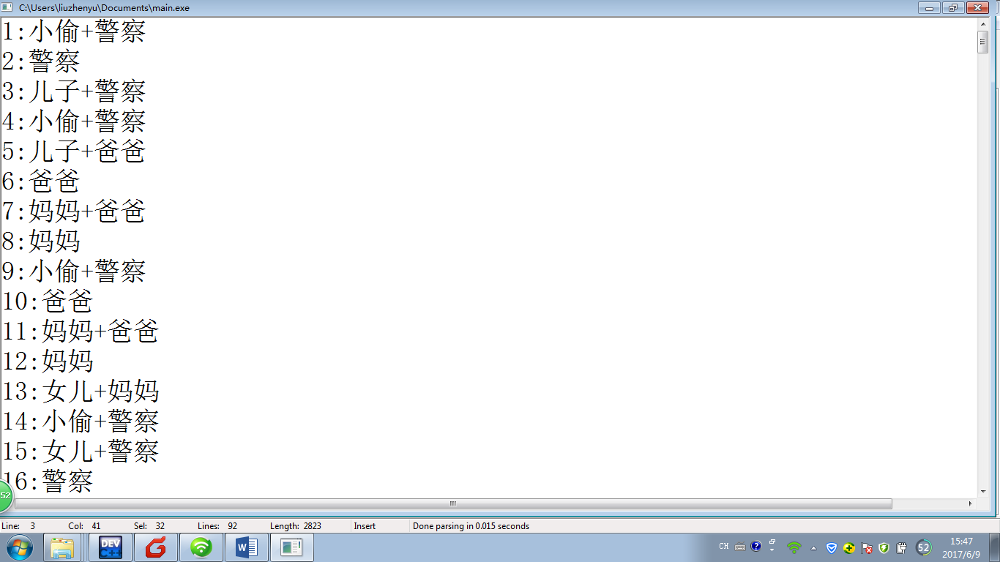 C:\Users\liuzhenyu\Documents\main.exe
1:小偷+警察
2:警察
3:儿子+警察
4:小偷+警察
5:儿子+爸爸
6:爸爸
7:妈妈+爸爸
8:妈妈
9:小偷+警察
10:爸爸
11:妈妈+爸爸
12:妈妈
13:女儿+妈妈
14:小偷+警察
15:女儿+警察
16:警察
52
Line: 3 Col: 41 Sel: 32 Lines: 92 Length: 2823 Insert Done parsing in 0.015 seconds
DEV C++ W CH 52 15:47
2017/6/9